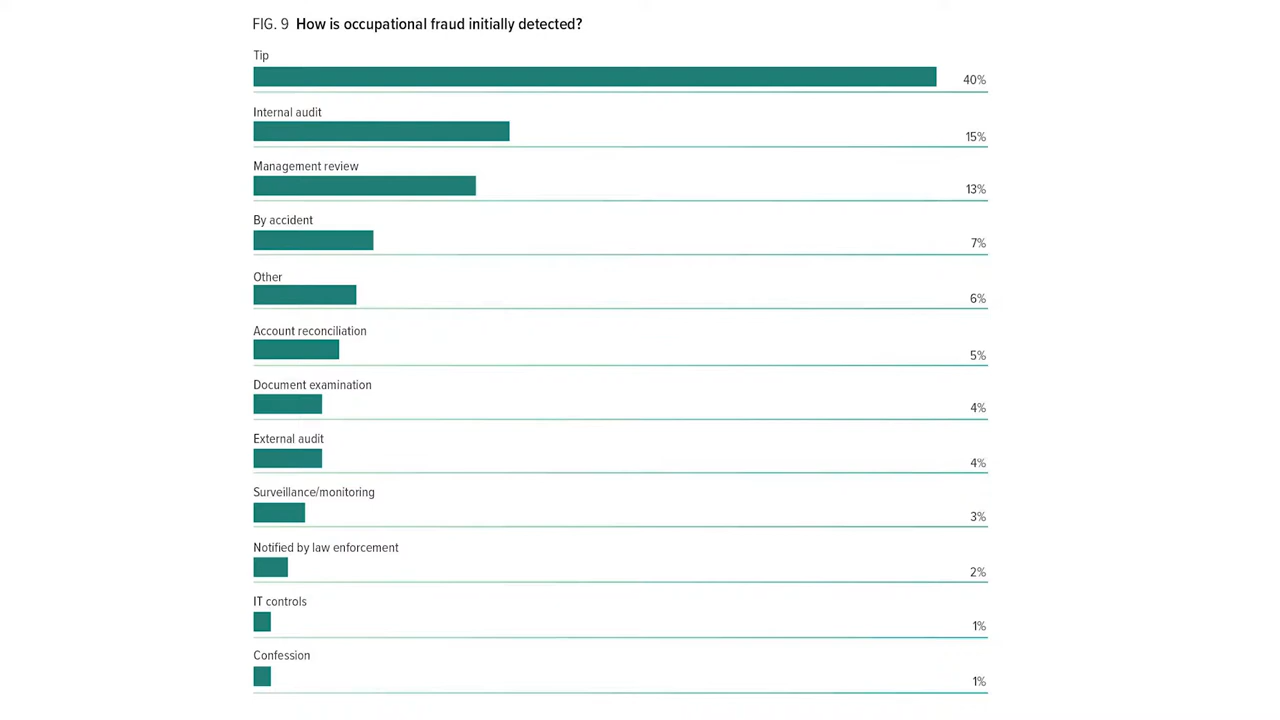 FIG. 9 How is occupational fraud initially detected?
Tip
40%
Internal audit
15%
Management review
13%
By accident
7%
Other
6%
Account reconciliation
5%
Document examination
4%
External audit
4%
Surveillance/monitoring
3%
Notified by law enforcement
2%
IT controls
1%
Confession
1%